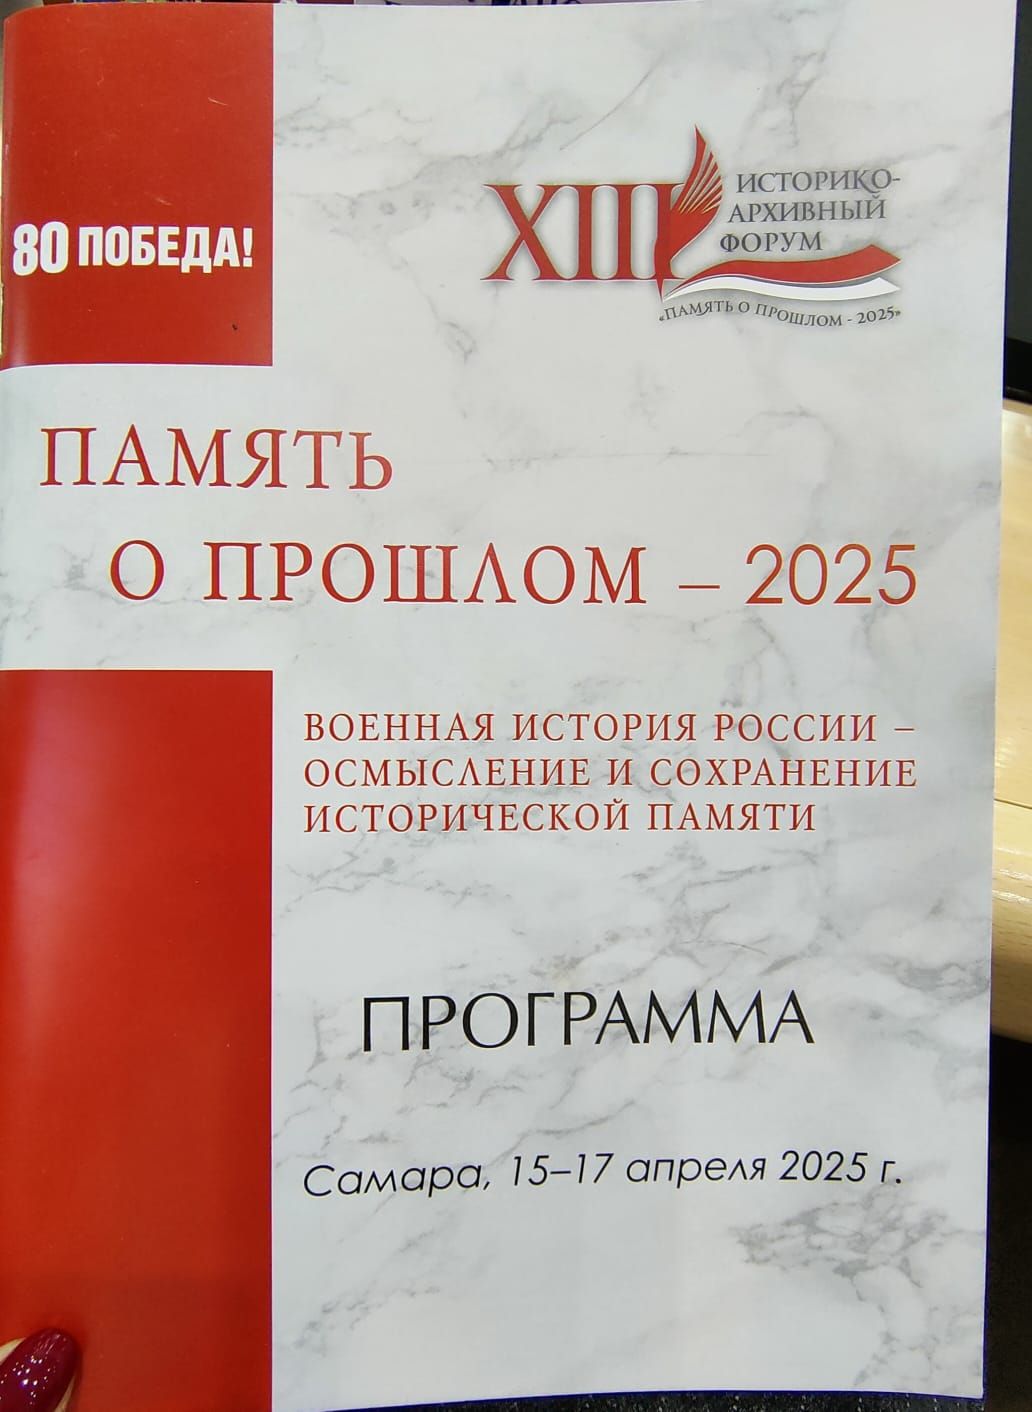 80 ПОБЕДА!
XIII
ИСТОРИКО-
АРХИВНЫЙ
ФОРУМ
«ПАМЯТЬ О ПРОШЛОМ - 2025»
ПАМЯТЬ
О ПРОШЛОМ – 2025
ВОЕННАЯ ИСТОРИЯ РОССИИ –
ОСМЫСЛЕНИЕ И СОХРАНЕНИЕ
ИСТОРИЧЕСКОЙ ПАМЯТИ
ПРОГРАММА
Самара, 15–17 апреля 2025 г.